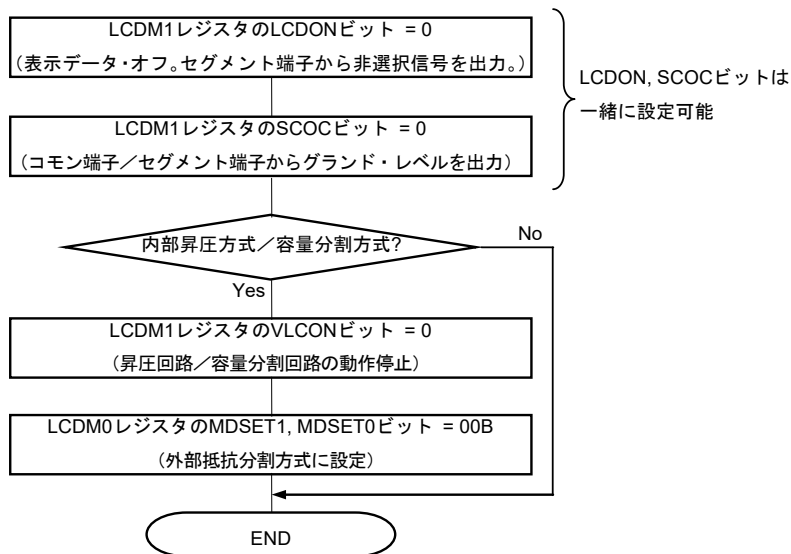 LCDM1レジスタのLCDONビット = 0
(表示データ・オフ。セグメント端子から非選択信号を出力。)
LCDON, SCOCビットは
一緒に設定可能
LCDM1レジスタのSCOCビット = 0
(コモン端子/セグメント端子からグランド・レベルを出力)
内部昇圧方式/容量分割方式?
No
Yes
LCDM1レジスタのVLCONビット = 0
(昇圧回路/容量分割回路の動作停止)
LCDM0レジスタのMDSET1, MDSET0ビット = 00B
(外部抵抗分割方式に設定)
END